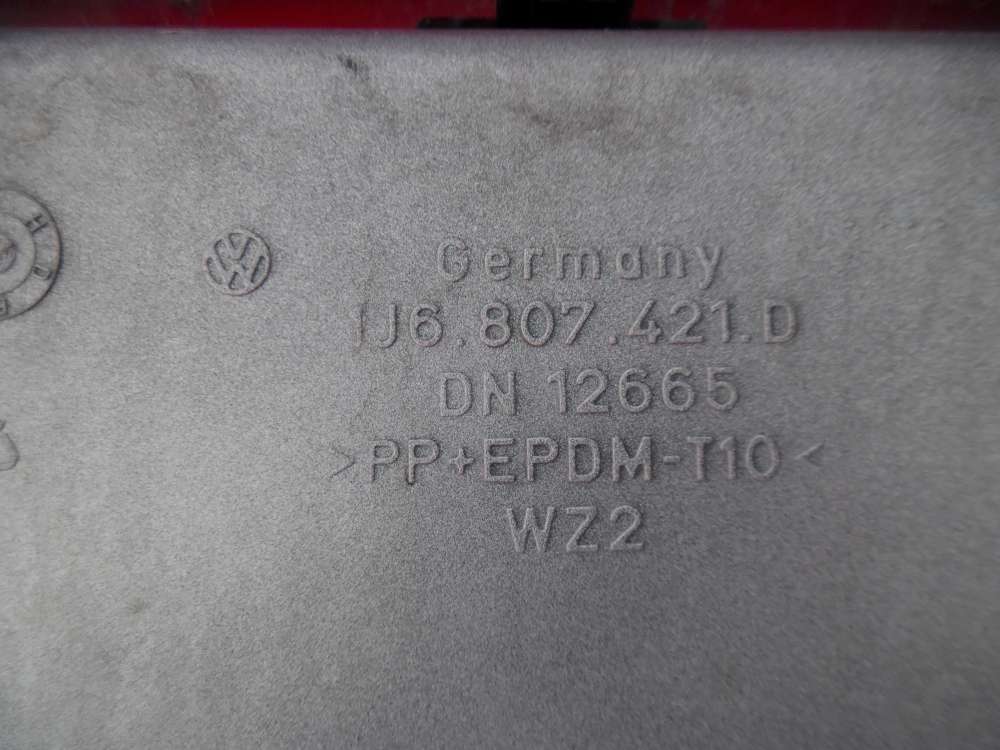 Germany
1J6.807.421.D
DN 12665
>PP+EPDM-T10<
WZ2